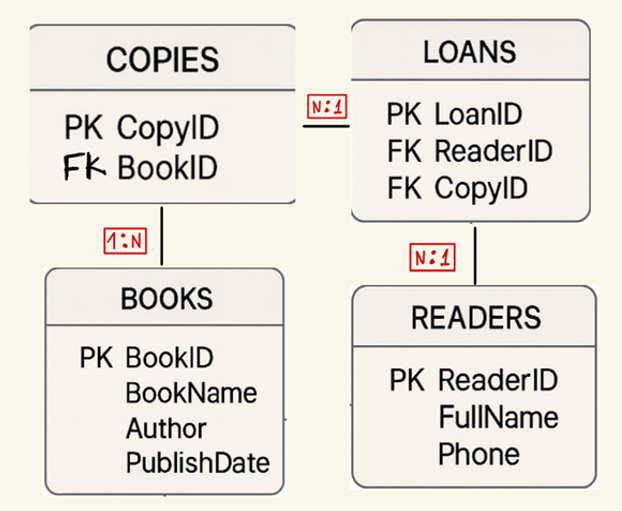 COPIES
PK CopyID
FK BookID
N:1
LOANS
PK LoanID
FK ReaderID
FK CopyID
1:N
BOOKS
PK BookID
BookName
Author
PublishDate
N:1
READERS
PK ReaderID
FullName
Phone